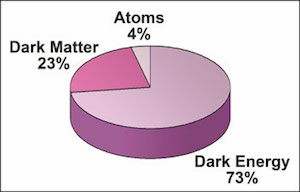 Atoms
4%
Dark Matter
23%
Dark Energy
73%